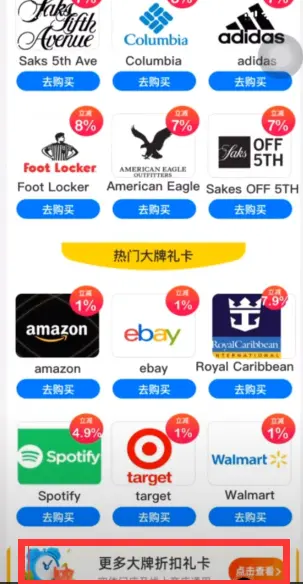 Saks Fifth Avenue
Columbia
adidas
Saks 5th Ave
Columbia
adidas
去购买
去购买
去购买
立减
8%
立减
7%
立减
7%
Foot Locker
AMERICAN EAGLE
OUTFITTERS
Saks OFF 5TH
Foot Locker
American Eagle
Sakes OFF 5TH
去购买
去购买
去购买
热门大牌礼卡
立减
1%
立减
1%
立减
7.9%
amazon
ebay
RoyalCaribbean
INTERNATIONAL
amazon
ebay
Royal Caribbean
去购买
去购买
去购买
立减
4.9%
立减
1%
立减
1%
Spotify
target
Walmart
Spotify
target
Walmart
去购买
去购买
去购买
更多大牌折扣礼卡
点击查看